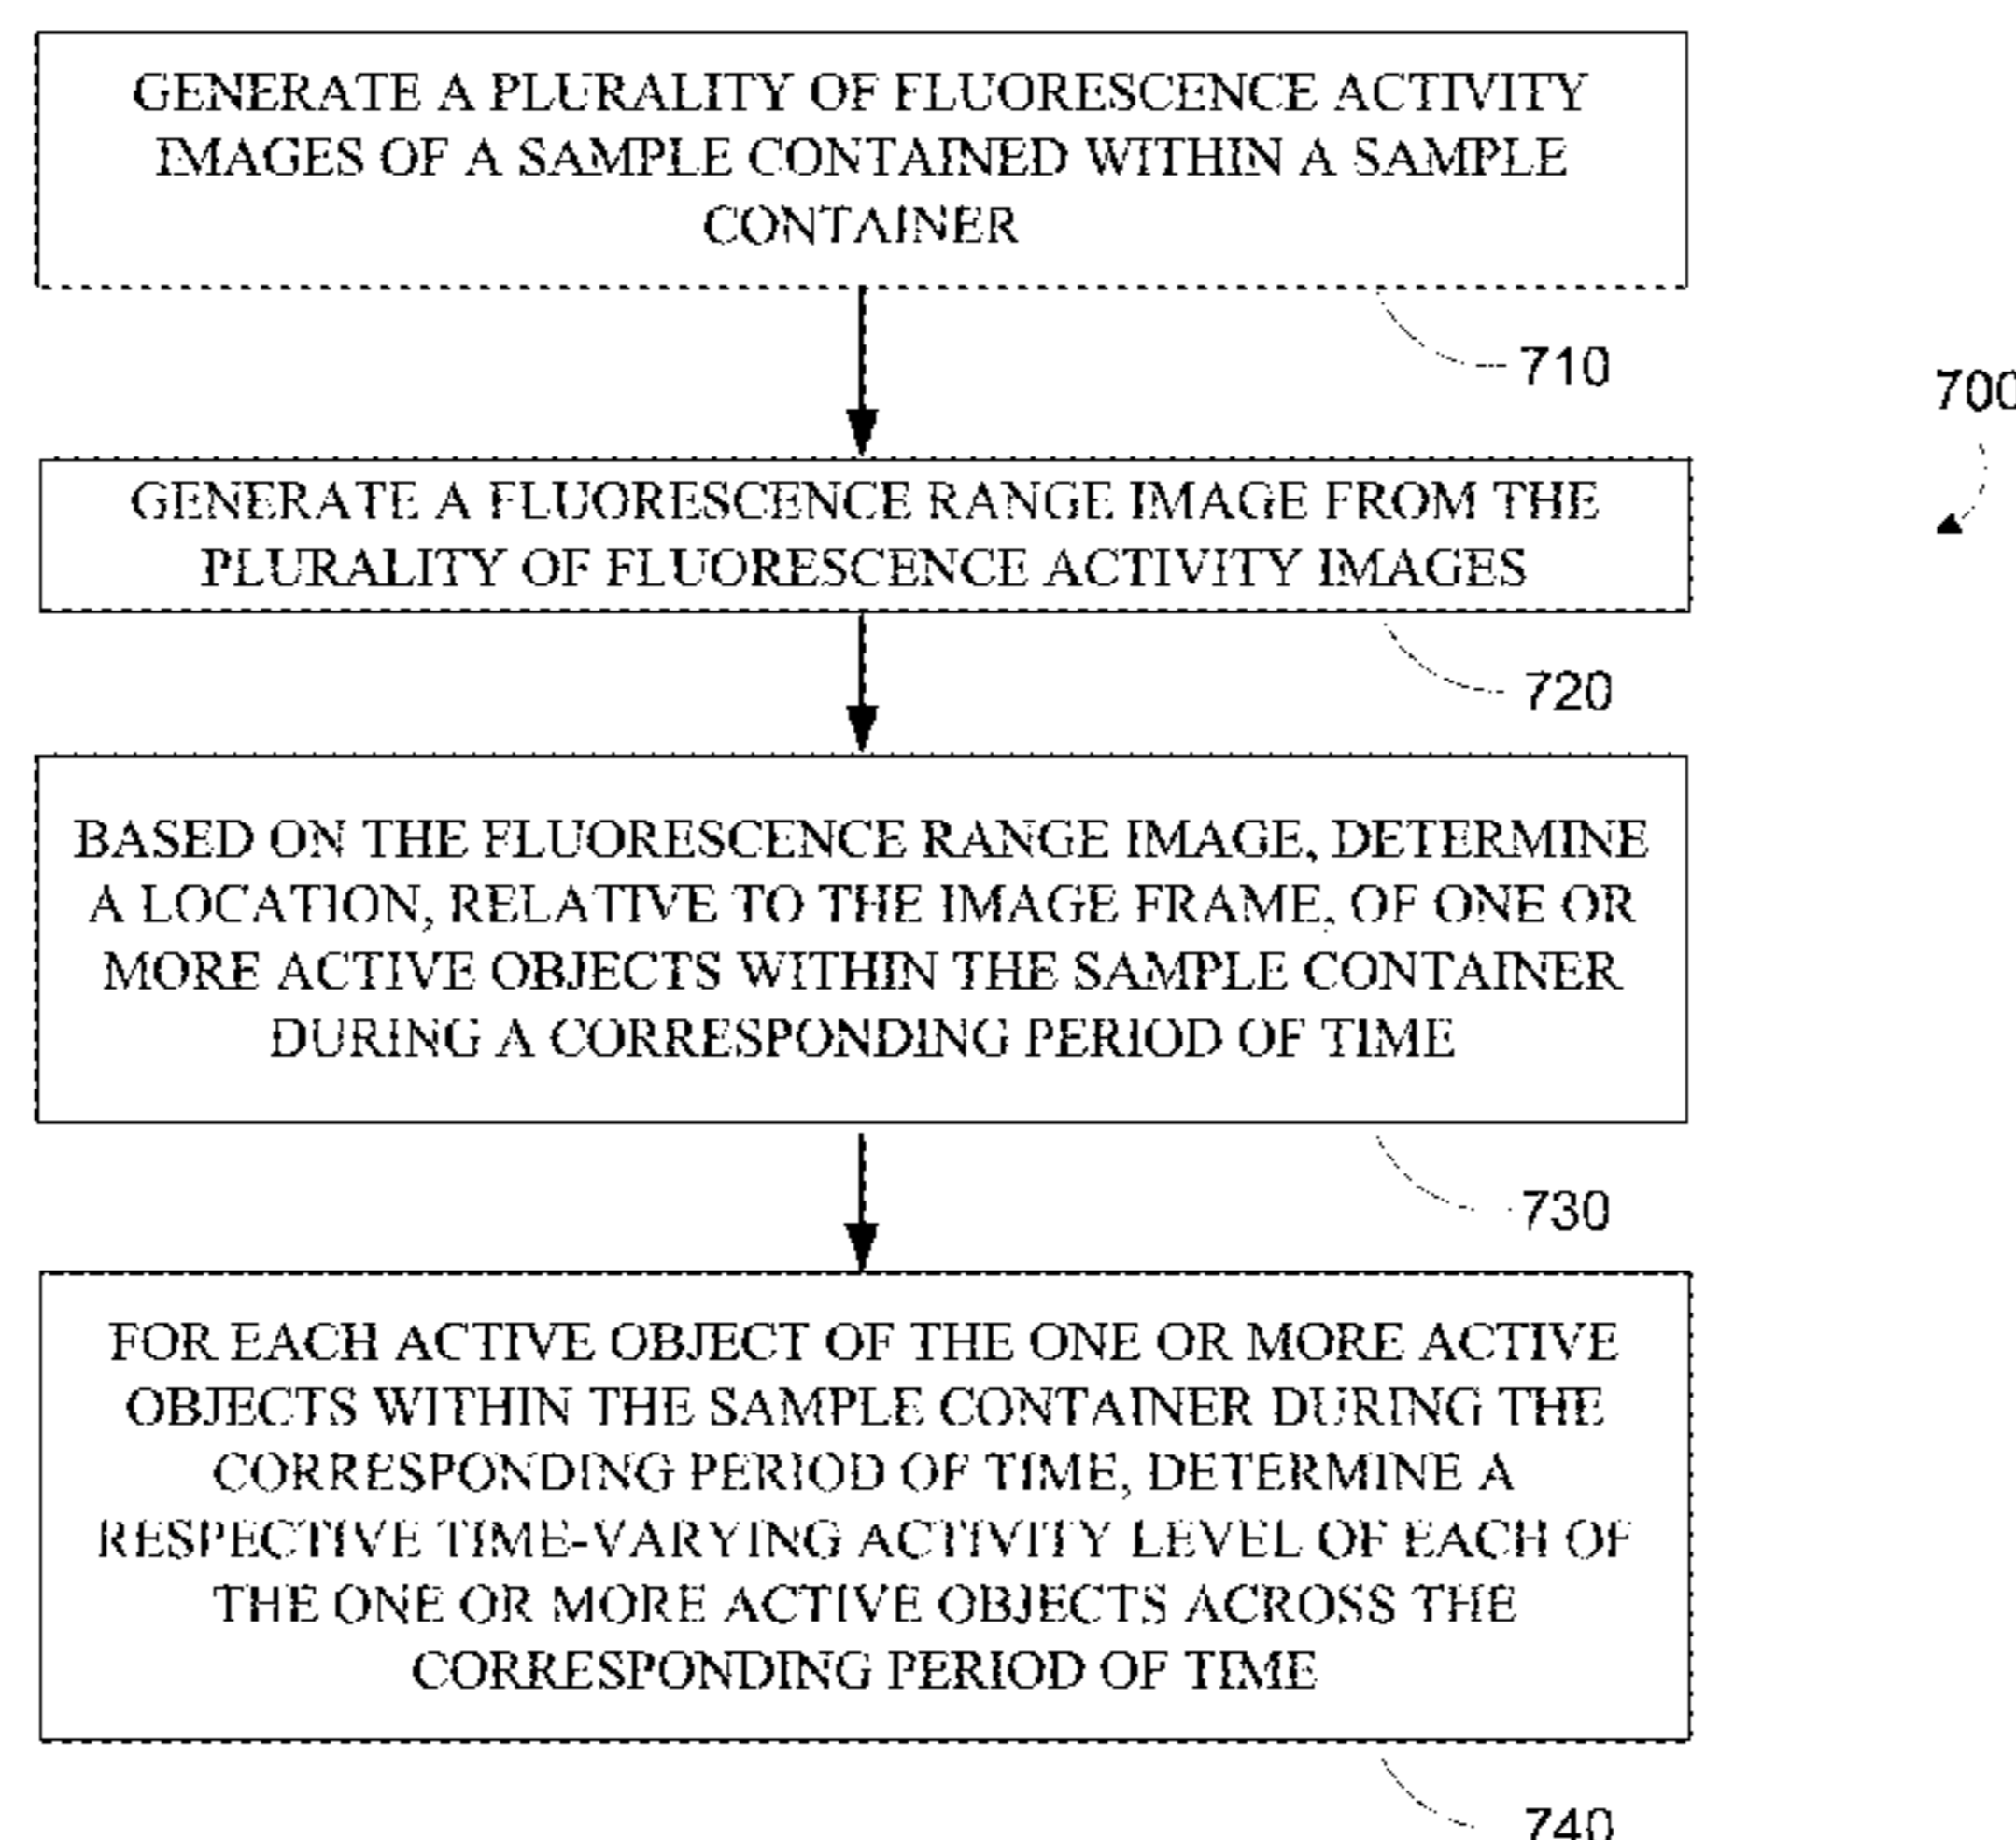 GENERATE A PLURALITY OF FLUORESCENCE ACTIVITY
IMAGES OF A SAMPLE CONTAINED WITHIN A SAMPLE
CONTAINER
710
700
GENERATE A FLUORESCENCE RANGE IMAGE FROM THE
PLURALITY OF FLUORESCENCE ACTIVITY IMAGES
720
BASED ON THE FLUORESCENCE RANGE IMAGE, DETERMINE
A LOCATION, RELATIVE TO THE IMAGE FRAME, OF ONE OR
MORE ACTIVE OBJECTS WITHIN THE SAMPLE CONTAINER
DURING A CORRESPONDING PERIOD OF TIME
730
FOR EACH ACTIVE OBJECT OF THE ONE OR MORE ACTIVE
OBJECTS WITHIN THE SAMPLE CONTAINER DURING THE
CORRESPONDING PERIOD OF TIME, DETERMINE A
RESPECTIVE TIME-VARYING ACTIVITY LEVEL OF EACH OF
THE ONE OR MORE ACTIVE OBJECTS ACROSS THE
CORRESPONDING PERIOD OF TIME
740